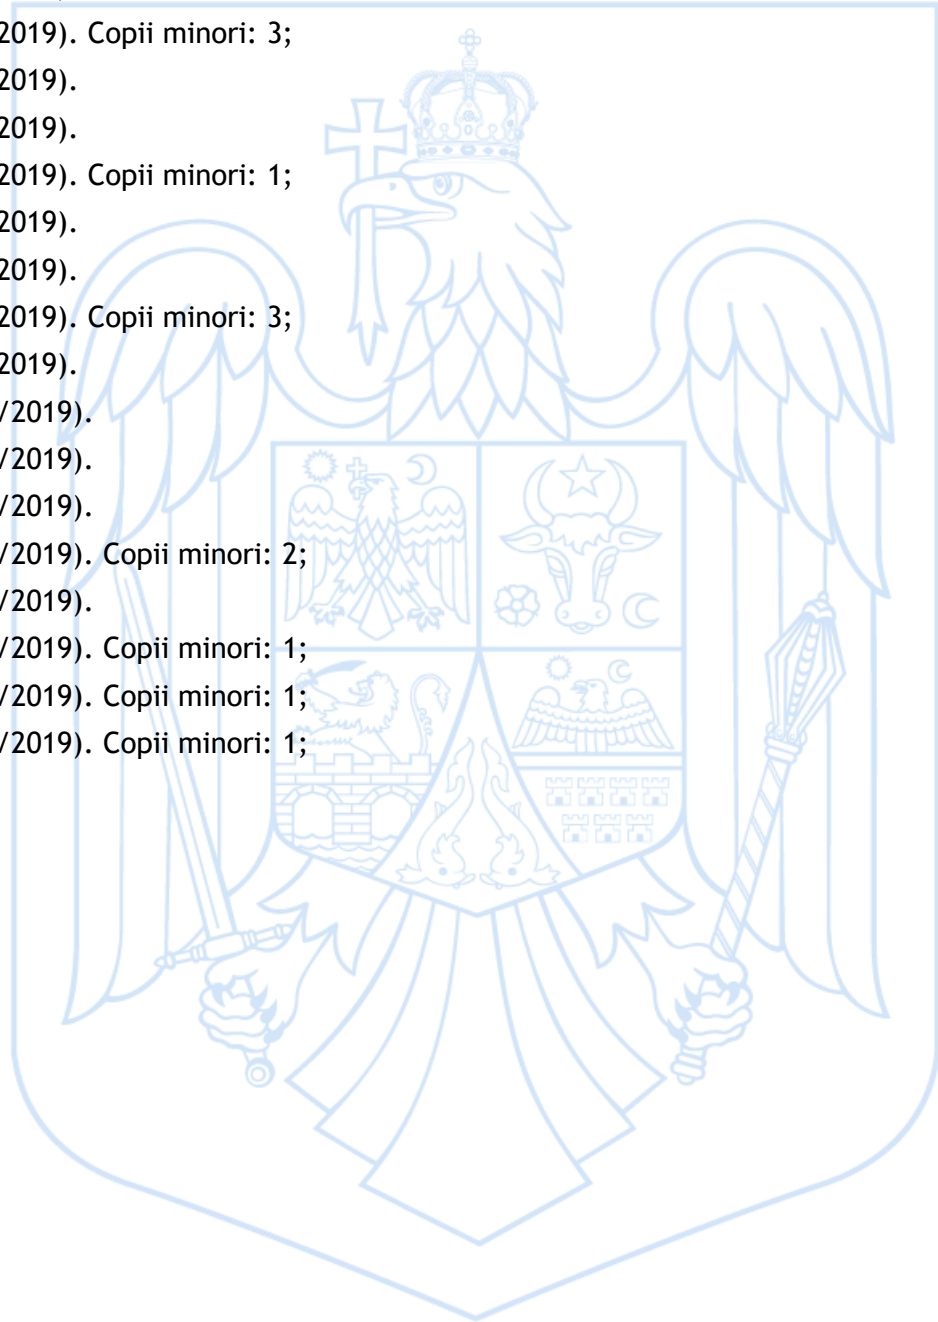 2019). Copii minori: 3;
2019).
2019).
2019). Copii minori: 1;
2019).
2019).
2019). Copii minori: 3;
2019).
/2019).
/2019).
/2019).
/2019). Copii minori: 2;
/2019).
/2019). Copii minori: 1;
/2019). Copii minori: 1;
/2019). Copii minori: 1;